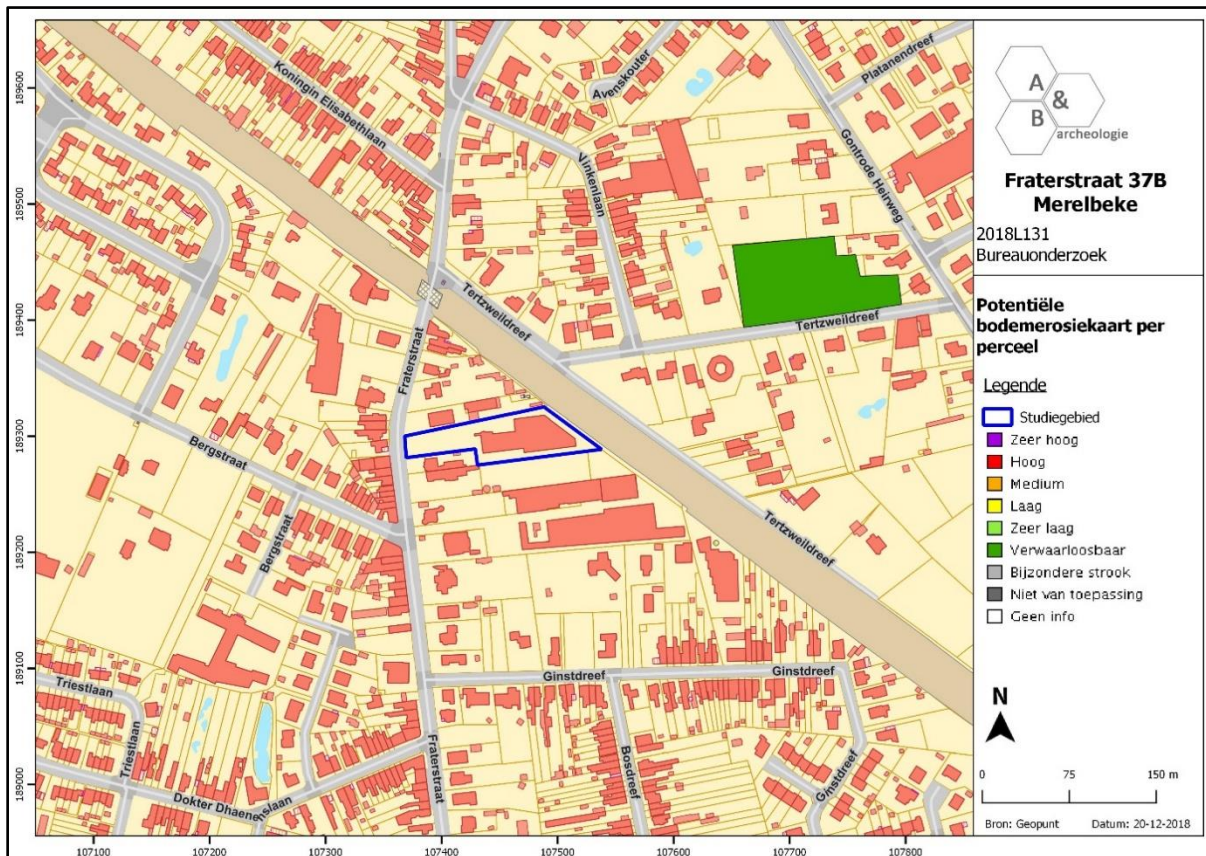 Koningin Elisabethlaan
Avenskouter
Platanendreef
Vinkenlaan
Gontrode Heirweg
Tertzweildreef
Tertzweildreef
Fraterstraat
Bergstraat
Bergstraat
Tertzweildreef
Ginstdreef
Ginstdreef
Triestlaan
Triestlaan
Fraterstraat
Bosdreef
Ginstdreef
Dokter Dhaenenslaan
189600
189500
189400
189300
189200
189100
189000
107100
107200
107300
107400
107500
107600
107700
107800
A
&
B
archeologie
Fraterstraat 37B
Merelbeke
2018L131
Bureauonderzoek
Potentiële
bodemerosiekaart per
perceel
Legende
Studiegebied
Zeer hoog
Hoog
Medium
Laag
Zeer laag
Verwaarloosbaar
Bijzondere strook
Niet van toepassing
Geen info
N
0 75 150 m
Bron: Geopunt Datum: 20-12-2018